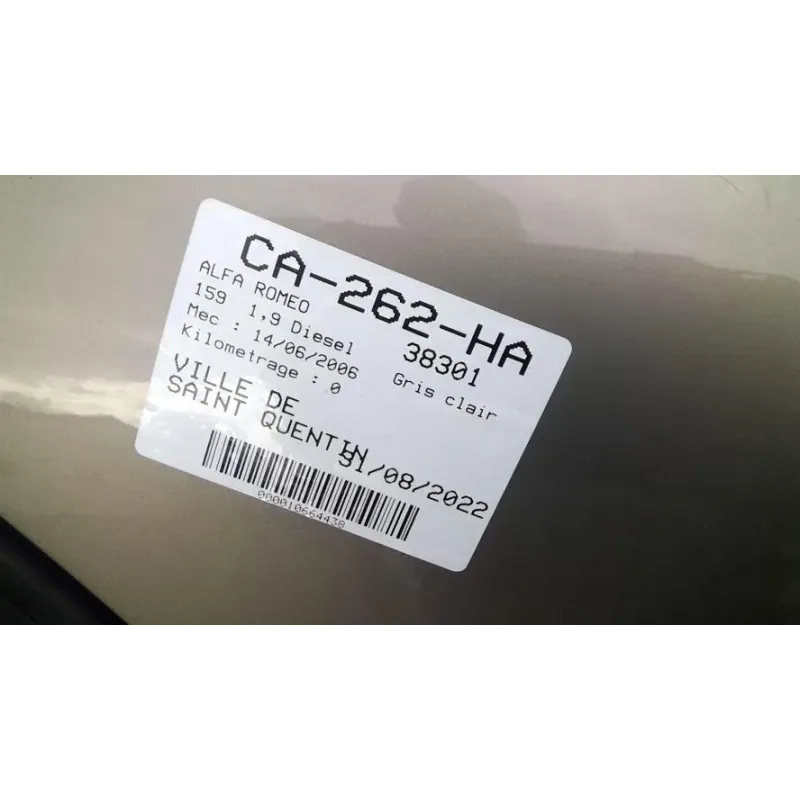 CA-262-HA
ALFA ROMEO 38301
159 1,9 Diesel Gris clair
Mec : 14/06/2006
Kilometrage : 0
VILLE DE
SAINT QUENTIN
31/08/2022
000010664438